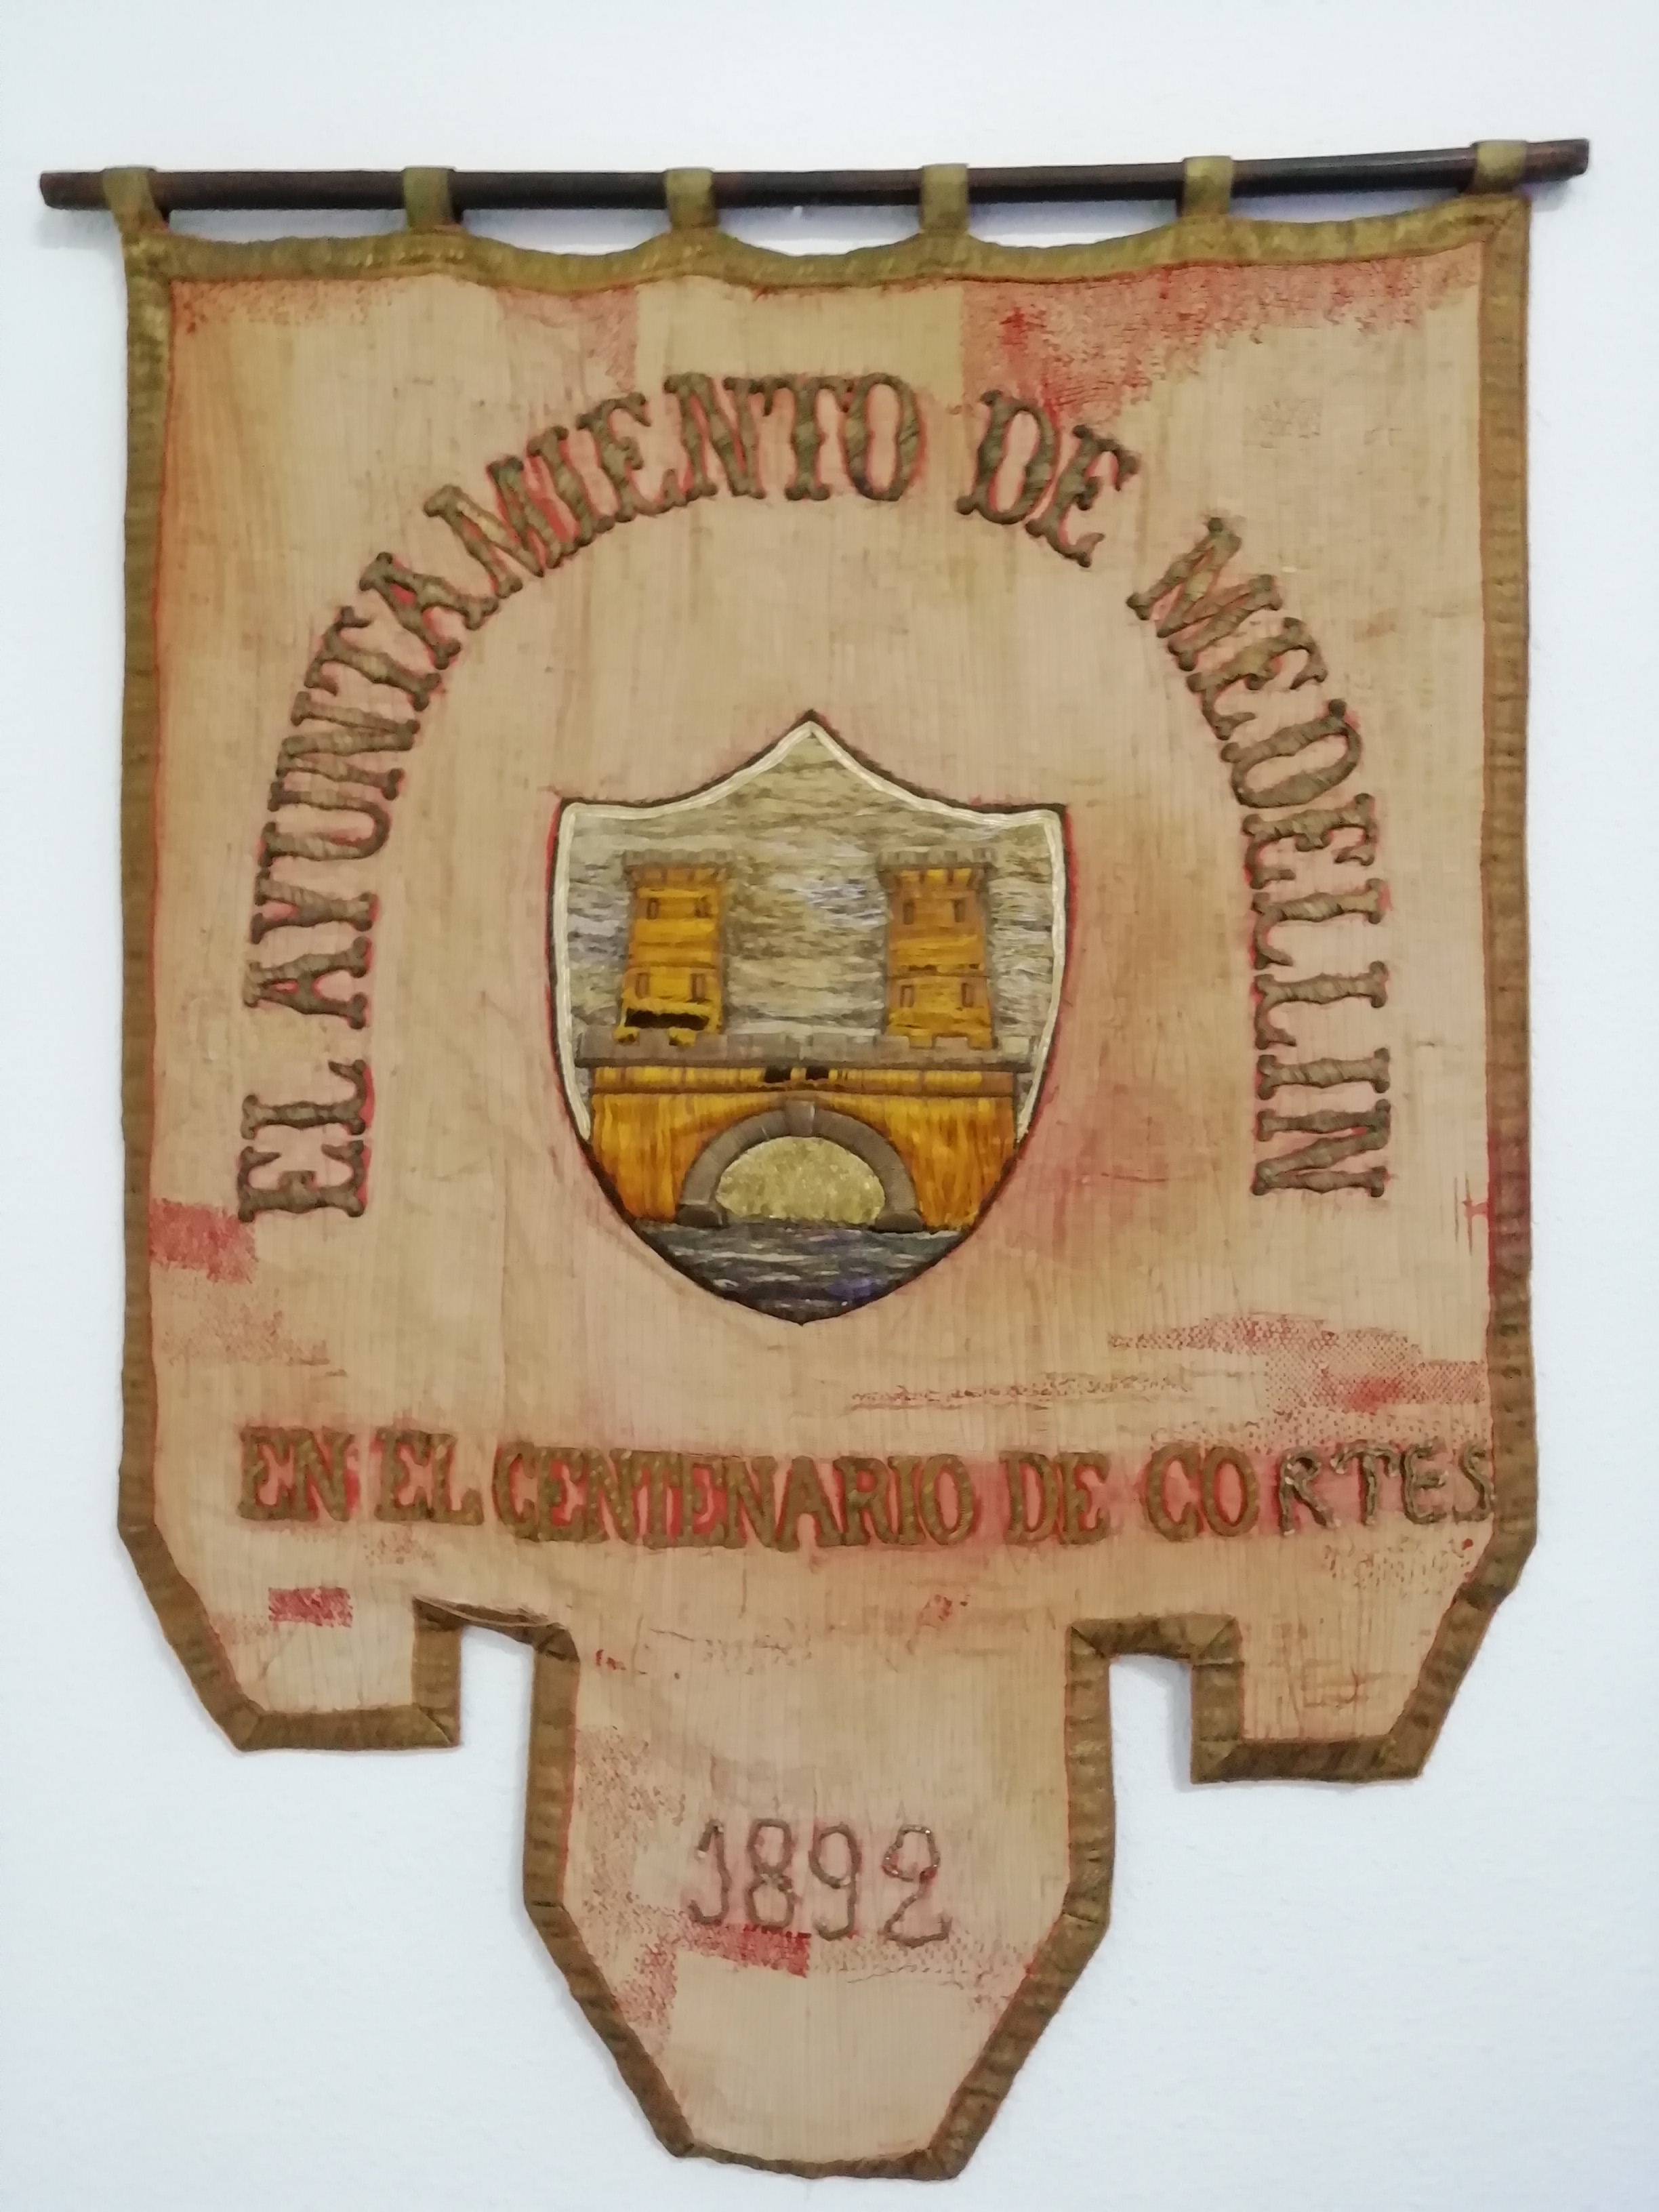 EL AYUNTAMIENTO DE MEDELLIN
EN EL CENTENARIO DE CORTES
1892